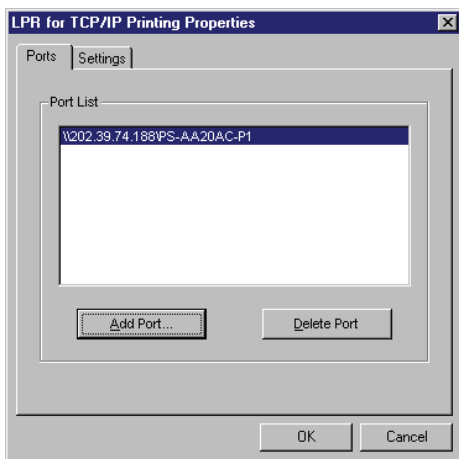 LPR for TCP/IP Printing Properties
Ports
Settings
Port List
\\202.39.74.188\PS-AA20AC-P1
Add Port...
Delete Port
OK
Cancel